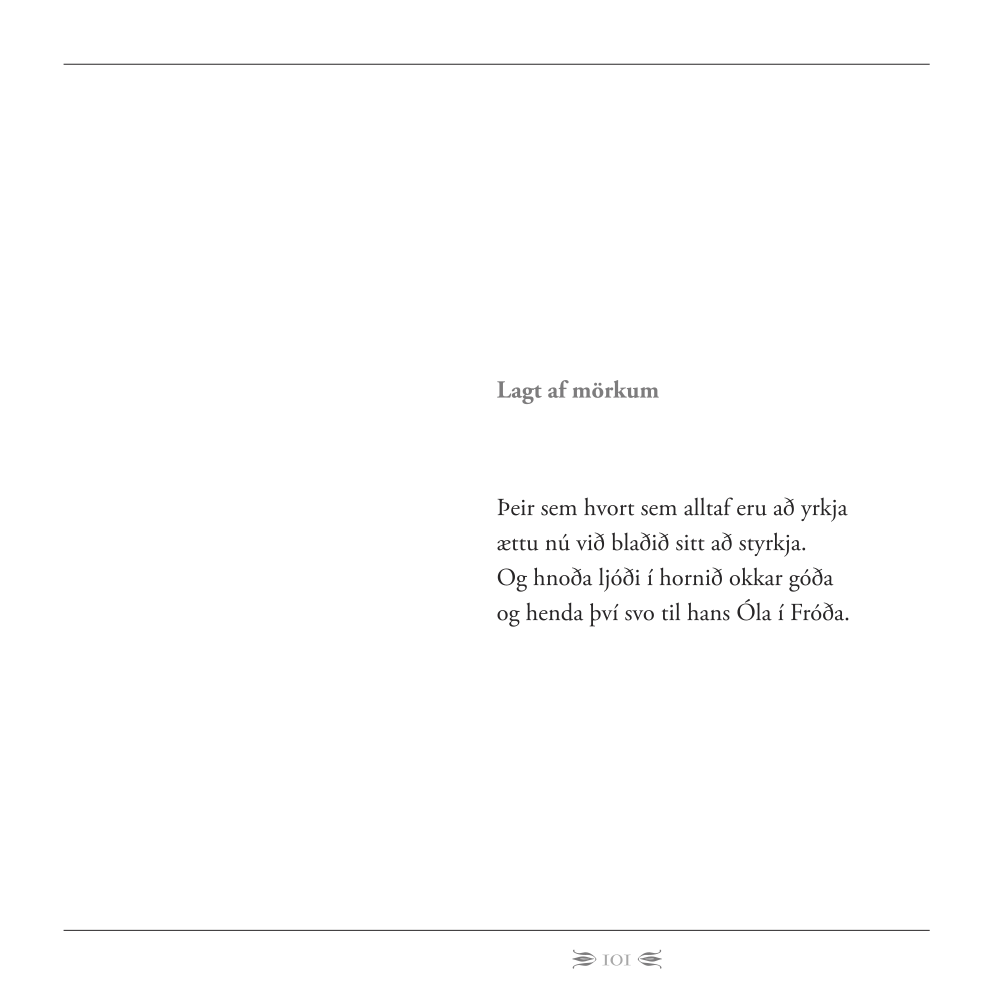 Lagt af mörkum
Þeir sem hvort sem alltaf eru að yrkja
ættu nú við blaðið sitt að styrkja.
Og hnoða ljóði í hornið okkar góða
og henda því svo til hans Óla í Fróða.
101